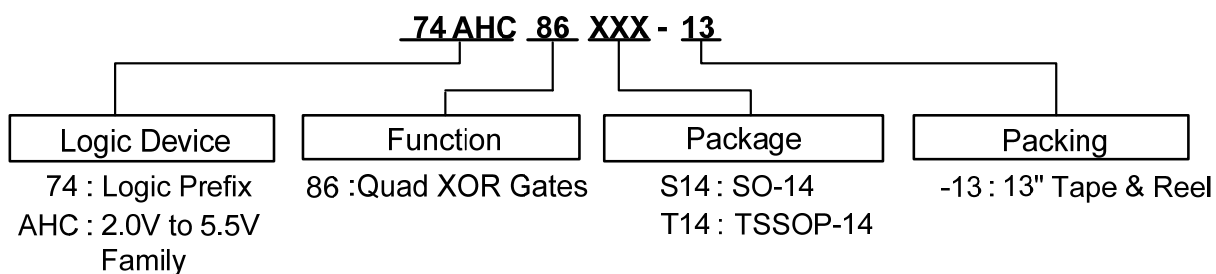 74 AHC 86 XXX - 13
Logic Device
Function
Package
Packing
74 : Logic Prefix
AHC : 2.0V to 5.5V
Family
86 :Quad XOR Gates
S14 : SO-14
T14 : TSSOP-14
-13 : 13" Tape & Reel